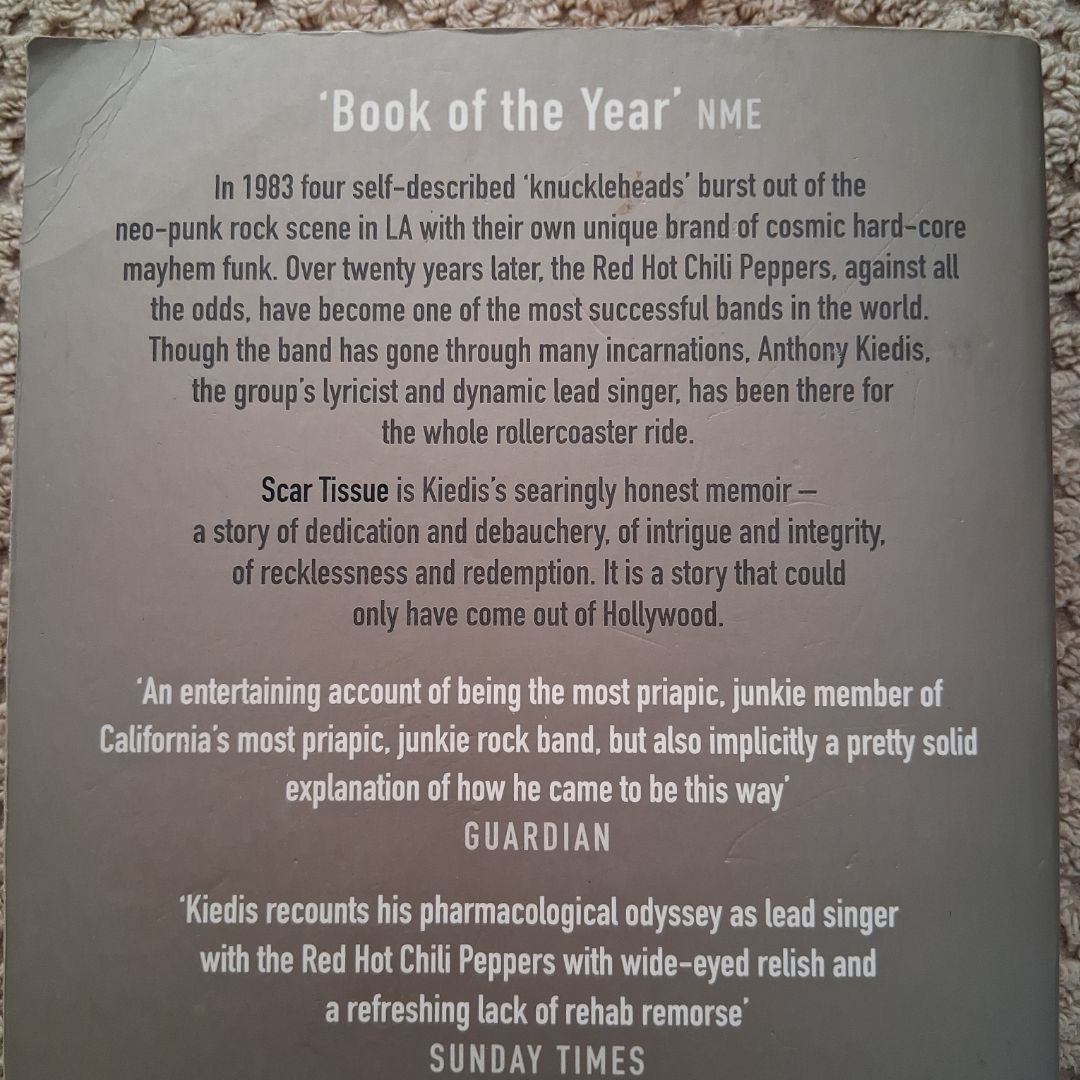 ‘Book of the Year’ NME
In 1983 four self-described ‘knuckleheads’ burst out of the
neo-punk rock scene in LA with their own unique brand of cosmic hard-core
mayhem funk. Over twenty years later, the Red Hot Chili Peppers, against all
the odds, have become one of the most successful bands in the world.
Though the band has gone through many incarnations, Anthony Kiedis,
the group’s lyricist and dynamic lead singer, has been there for
the whole rollercoaster ride.
Scar Tissue is Kiedis’s searingly honest memoir –
a story of dedication and debauchery, of intrigue and integrity,
of recklessness and redemption. It is a story that could
only have come out of Hollywood.
‘An entertaining account of being the most priapic, junkie member of
California’s most priapic, junkie rock band, but also implicitly a pretty solid
explanation of how he came to be this way’
GUARDIAN
‘Kiedis recounts his pharmacological odyssey as lead singer
with the Red Hot Chili Peppers with wide-eyed relish and
a refreshing lack of rehab remorse’
SUNDAY TIMES